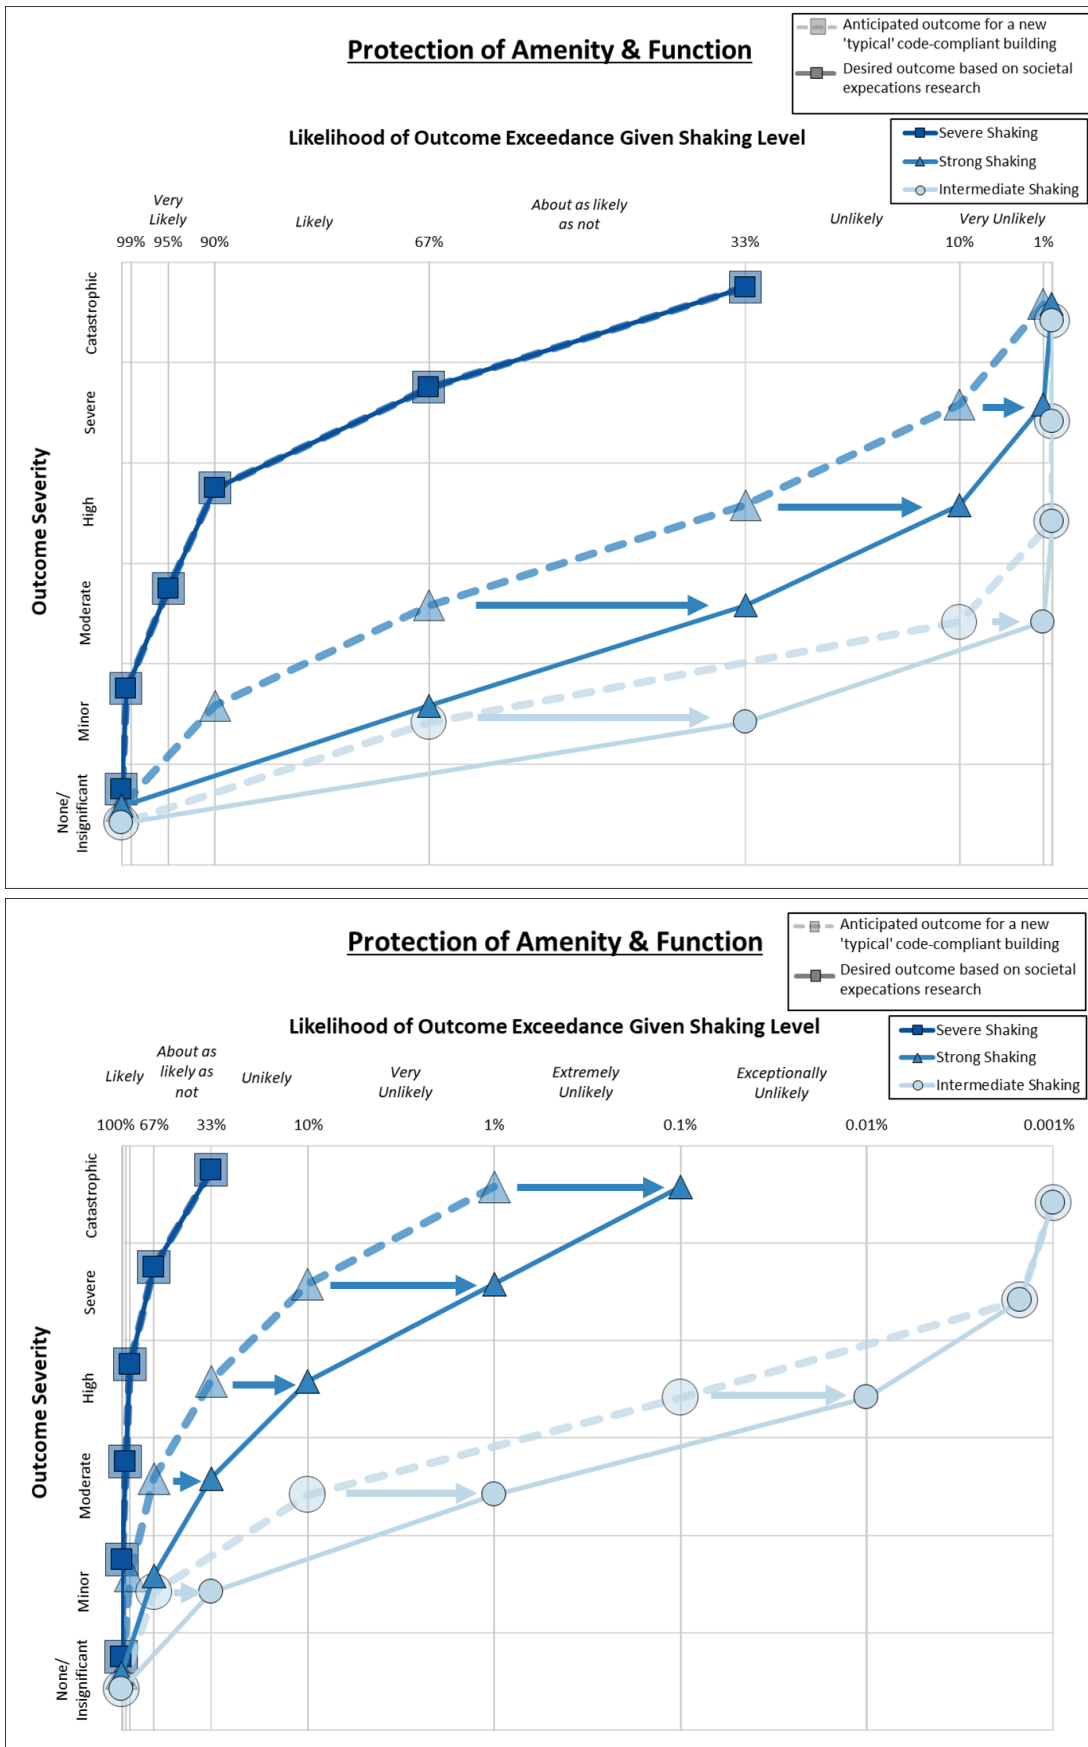 Protection of Amenity & Function
Anticipated outcome for a new
'typical' code-compliant building
Desired outcome based on societal
expecations research
Likelihood of Outcome Exceedance Given Shaking Level
Severe Shaking
Strong Shaking
Intermediate Shaking
Very
Likely
Likely
About as likely
as not
Unlikely
Very Unlikely
99% 95% 90% 67% 33% 10% 1%
Outcome Severity
Catastrophic
Severe
High
Moderate
Minor
None/
Insignificant
Protection of Amenity & Function
Anticipated outcome for a new
'typical' code-compliant building
Desired outcome based on societal
expecations research
Likelihood of Outcome Exceedance Given Shaking Level
Severe Shaking
Strong Shaking
Intermediate Shaking
Likely
About as
likely as
not
Unikely
Very
Unlikely
Extremely
Unlikely
Exceptionally
Unlikely
100% 67% 33% 10% 1% 0.1% 0.01% 0.001%
Outcome Severity
Catastrophic
Severe
High
Moderate
Minor
None/
Insignificant